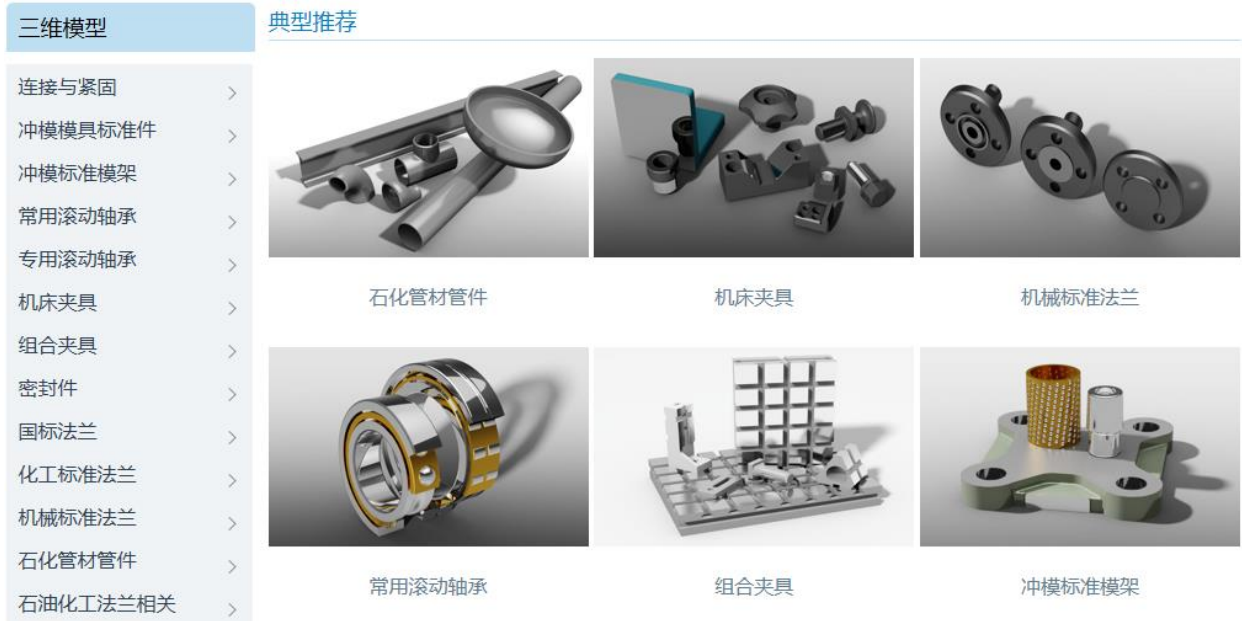 三维模型
连接与紧固
冲模模具标准件
冲模标准模架
常用滚动轴承
专用滚动轴承
机床夹具
组合夹具
密封件
国标法兰
化工标准法兰
机械标准法兰
石化管材管件
石油化工法兰相关
典型推荐
石化管材管件
机床夹具
机械标准法兰
常用滚动轴承
组合夹具
冲模标准模架